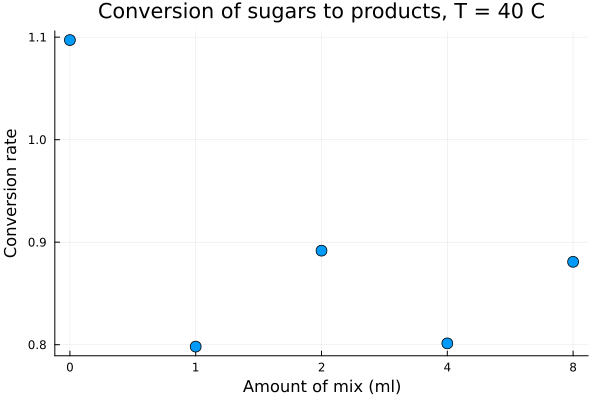 Conversion of sugars to products, T = 40 C
1.1
1.0
0.9
0.8
Conversion rate
0 1 2 4 8
Amount of mix (ml)